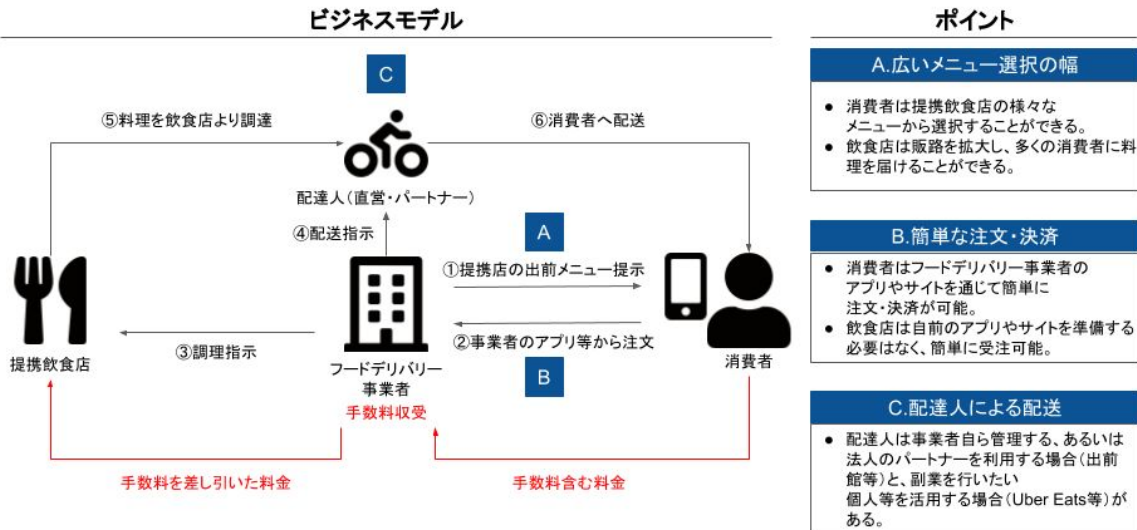 ビジネスモデル
C
⑤料理を飲食店より調達
⑥消費者へ配送
配達人(直営・パートナー)
④配送指示
A
①提携店の出前メニュー提示
②事業者のアプリ等から注文
B
③調理指示
提携飲食店
フードデリバリー
事業者
手数料収受
消費者
手数料を差し引いた料金
手数料含む料金
ポイント
A.広いメニュー選択の幅
● 消費者は提携飲食店の様々な
メニューから選択することができる。
● 飲食店は販路を拡大し、多くの消費者に料
理を届けることができる。
B.簡単な注文・決済
● 消費者はフードデリバリー事業者の
アプリやサイトを通じて簡単に
注文・決済が可能。
● 飲食店は自前のアプリやサイトを準備する
必要はなく、簡単に受注可能。
C.配達人による配送
● 配達人は事業者自ら管理する、あるいは
法人のパートナーを利用する場合(出前
館等)と、副業を行いたい
個人等を活用する場合(Uber Eats等)が
ある。